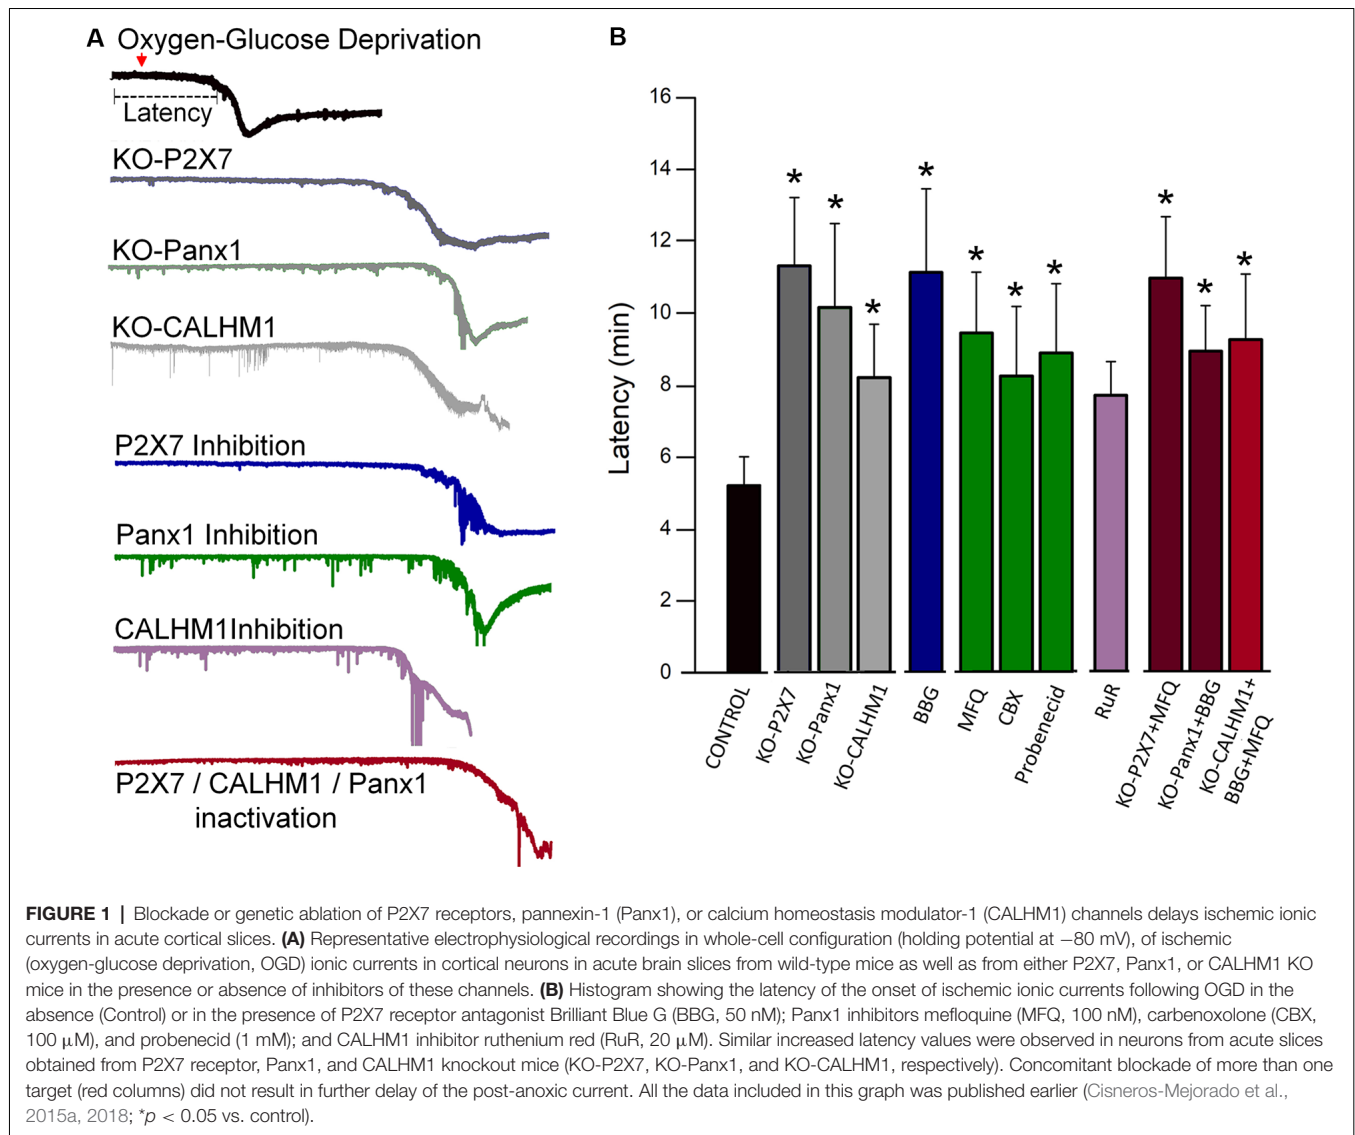 A Oxygen-Glucose Deprivation
Latency
KO-P2X7
KO-Panx1
KO-CALHM1
P2X7 Inhibition
Panx1 Inhibition
CALHM1Inhibition
P2X7 / CALHM1 / Panx1
inactivation
B
Latency (min)
16
14
12
10
8
6
4
2
0
*
*
*
*
*
*
*
*
*
*
CONTROL
KO-P2X7
KO-Panx1
KO-CALHM1
BBG
MFQ
CBX
Probenecid
RuR
KO-P2X7+MFQ
KO-Panx1+BBG
KO-CALHM1+
BBG+MFQ
FIGURE 1 | Blockade or genetic ablation of P2X7 receptors, pannexin-1 (Panx1), or calcium homeostasis modulator-1 (CALHM1) channels delays ischemic ionic
currents in acute cortical slices. (A) Representative electrophysiological recordings in whole-cell configuration (holding potential at −80 mV), of ischemic
(oxygen-glucose deprivation, OGD) ionic currents in cortical neurons in acute brain slices from wild-type mice as well as from either P2X7, Panx1, or CALHM1 KO
mice in the presence or absence of inhibitors of these channels. (B) Histogram showing the latency of the onset of ischemic ionic currents following OGD in the
absence (Control) or in the presence of P2X7 receptor antagonist Brilliant Blue G (BBG, 50 nM); Panx1 inhibitors mefloquine (MFQ, 100 nM), carbenoxolone (CBX,
100 μM), and probenecid (1 mM); and CALHM1 inhibitor ruthenium red (RuR, 20 μM). Similar increased latency values were observed in neurons from acute slices
obtained from P2X7 receptor, Panx1, and CALHM1 knockout mice (KO-P2X7, KO-Panx1, and KO-CALHM1, respectively). Concomitant blockade of more than one
target (red columns) did not result in further delay of the post-anoxic current. All the data included in this graph was published earlier (Cisneros-Mejorado et al.,
2015a, 2018; *p < 0.05 vs. control).